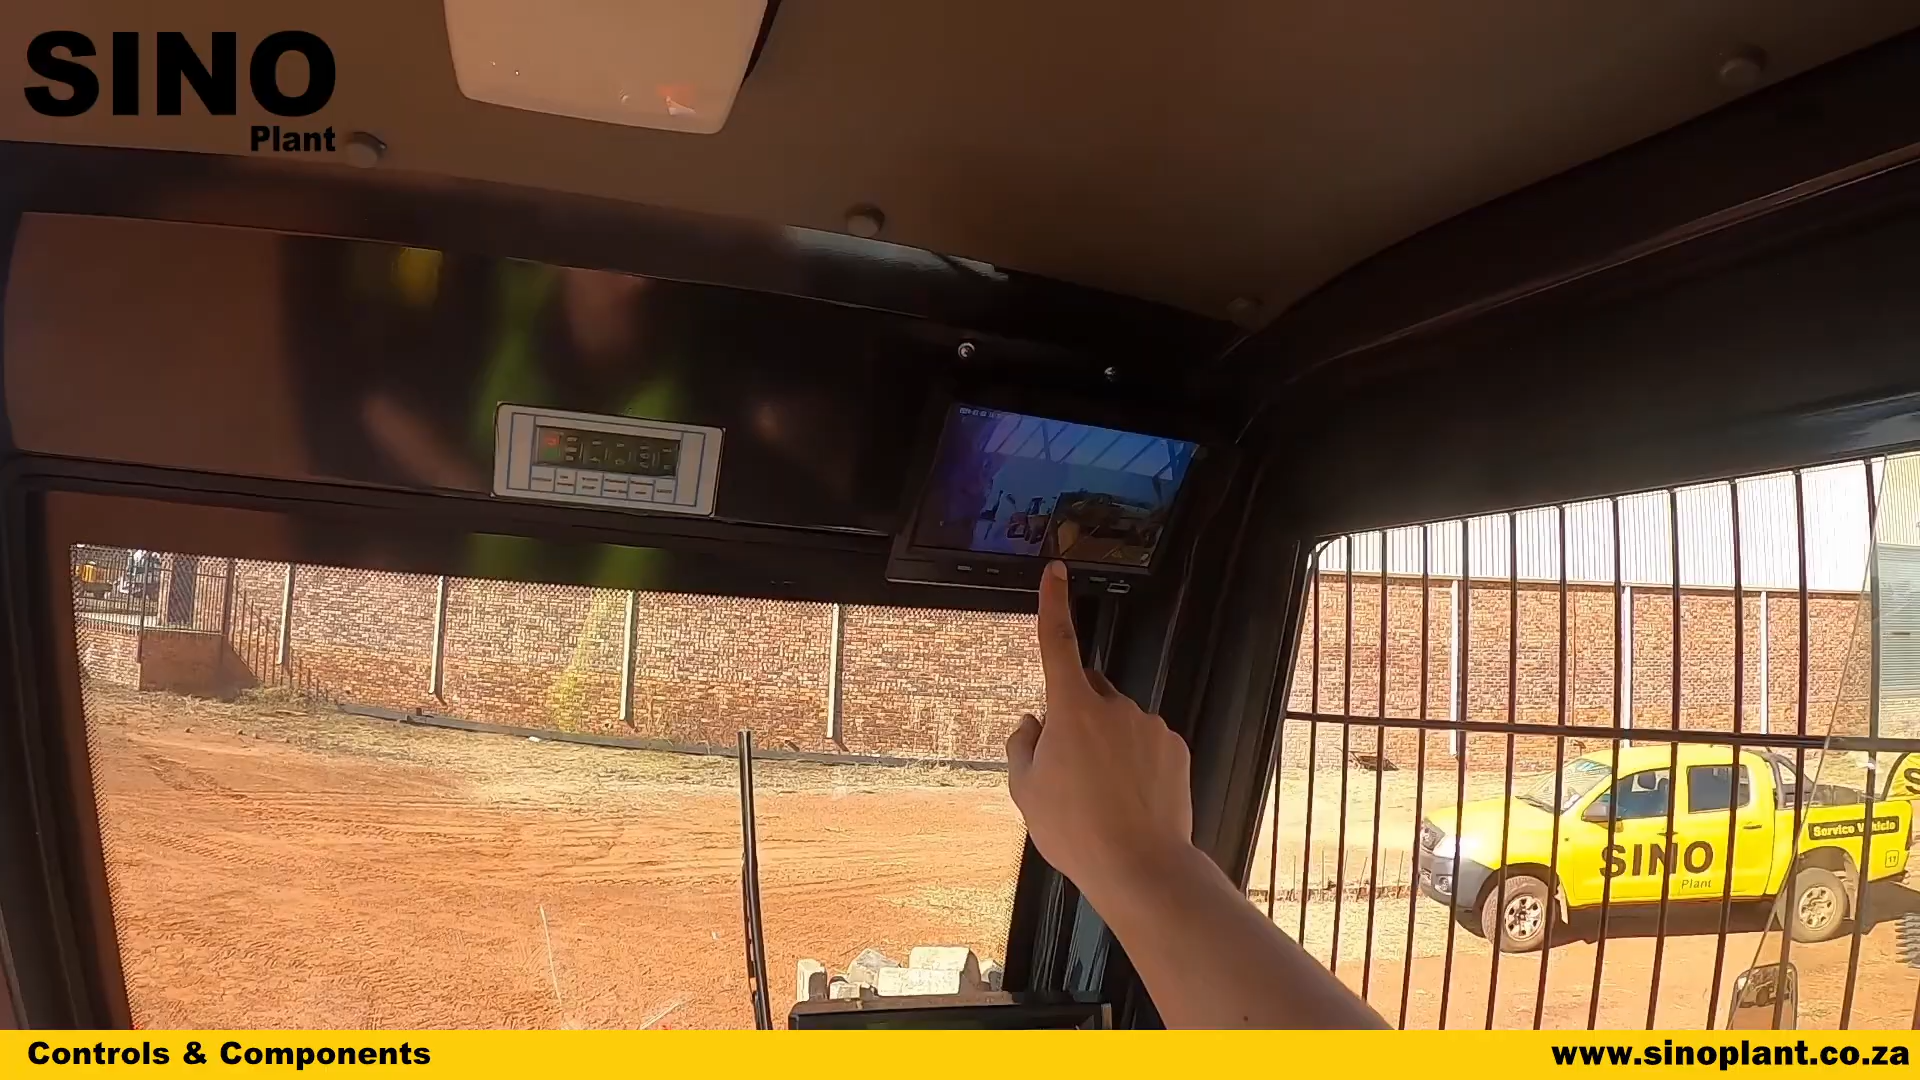 SINO
Plant
Service Vehicle
SINO
Plant
Controls & Components
www.sinoplant.co.za